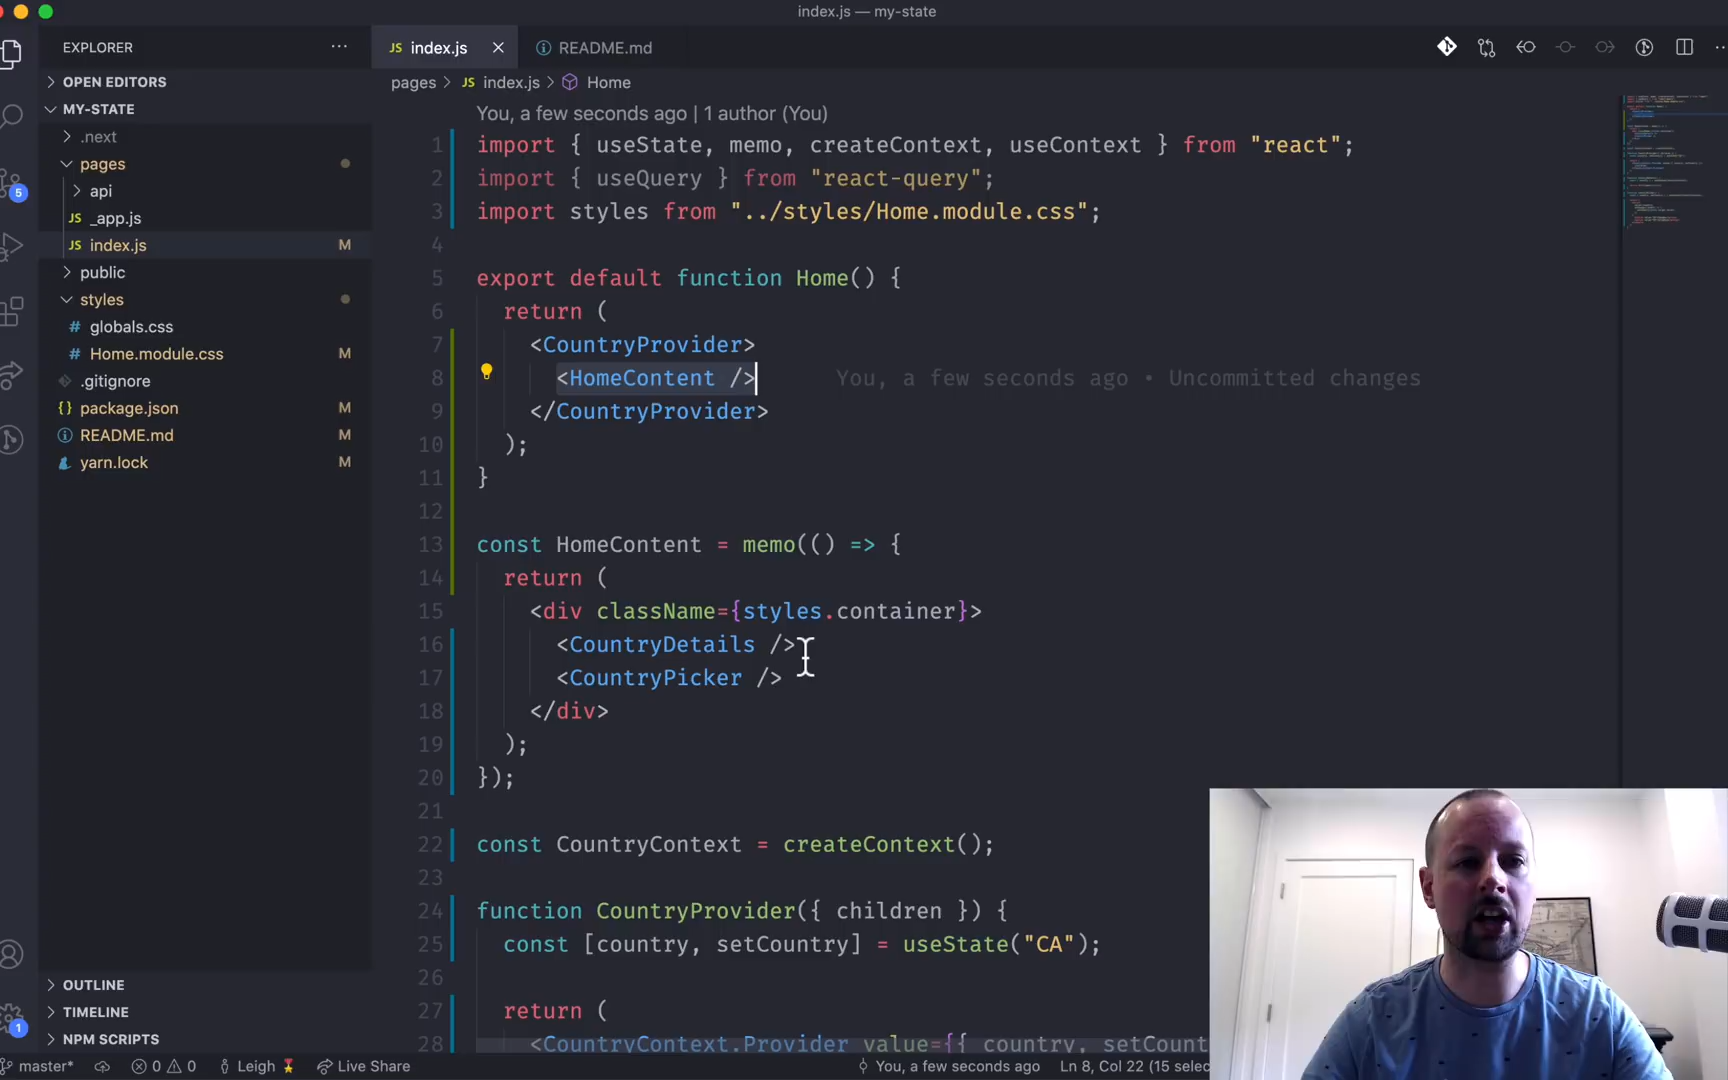 index.js — my-state
EXPLORER
JS index.js
README.md
OPEN EDITORS
pages > JS index.js > Home
MY-STATE
You, a few seconds ago | 1 author (You)
.next
1 import { useState, memo, createContext, useContext } from "react";
pages
2 import { useQuery } from "react-query";
api
3 import styles from "../styles/Home.module.css";
JS _app.js
4
JS index.js M
5 export default function Home() {
public
6 return (
styles
7 <CountryProvider>
# globals.css
8 <HomeContent /> You, a few seconds ago • Uncommitted changes
# Home.module.css M
9 </CountryProvider>
.gitignore
10 );
{} package.json M
11 }
README.md M
12
yarn.lock M
13 const HomeContent = memo(() => {
14 return (
15 <div className={styles.container}>
16 <CountryDetails />
17 <CountryPicker />
18 </div>
19 );
20 });
21
22 const CountryContext = createContext();
23
24 function CountryProvider({ children }) {
25 const [country, setCountry] = useState("CA");
26
27 return (
28 <CountryContext.Provider value={{ country, setCount
5
1
OUTLINE
TIMELINE
NPM SCRIPTS
master* 0 0 Leigh Live Share You, a few seconds ago Ln 8, Col 22 (15 selec